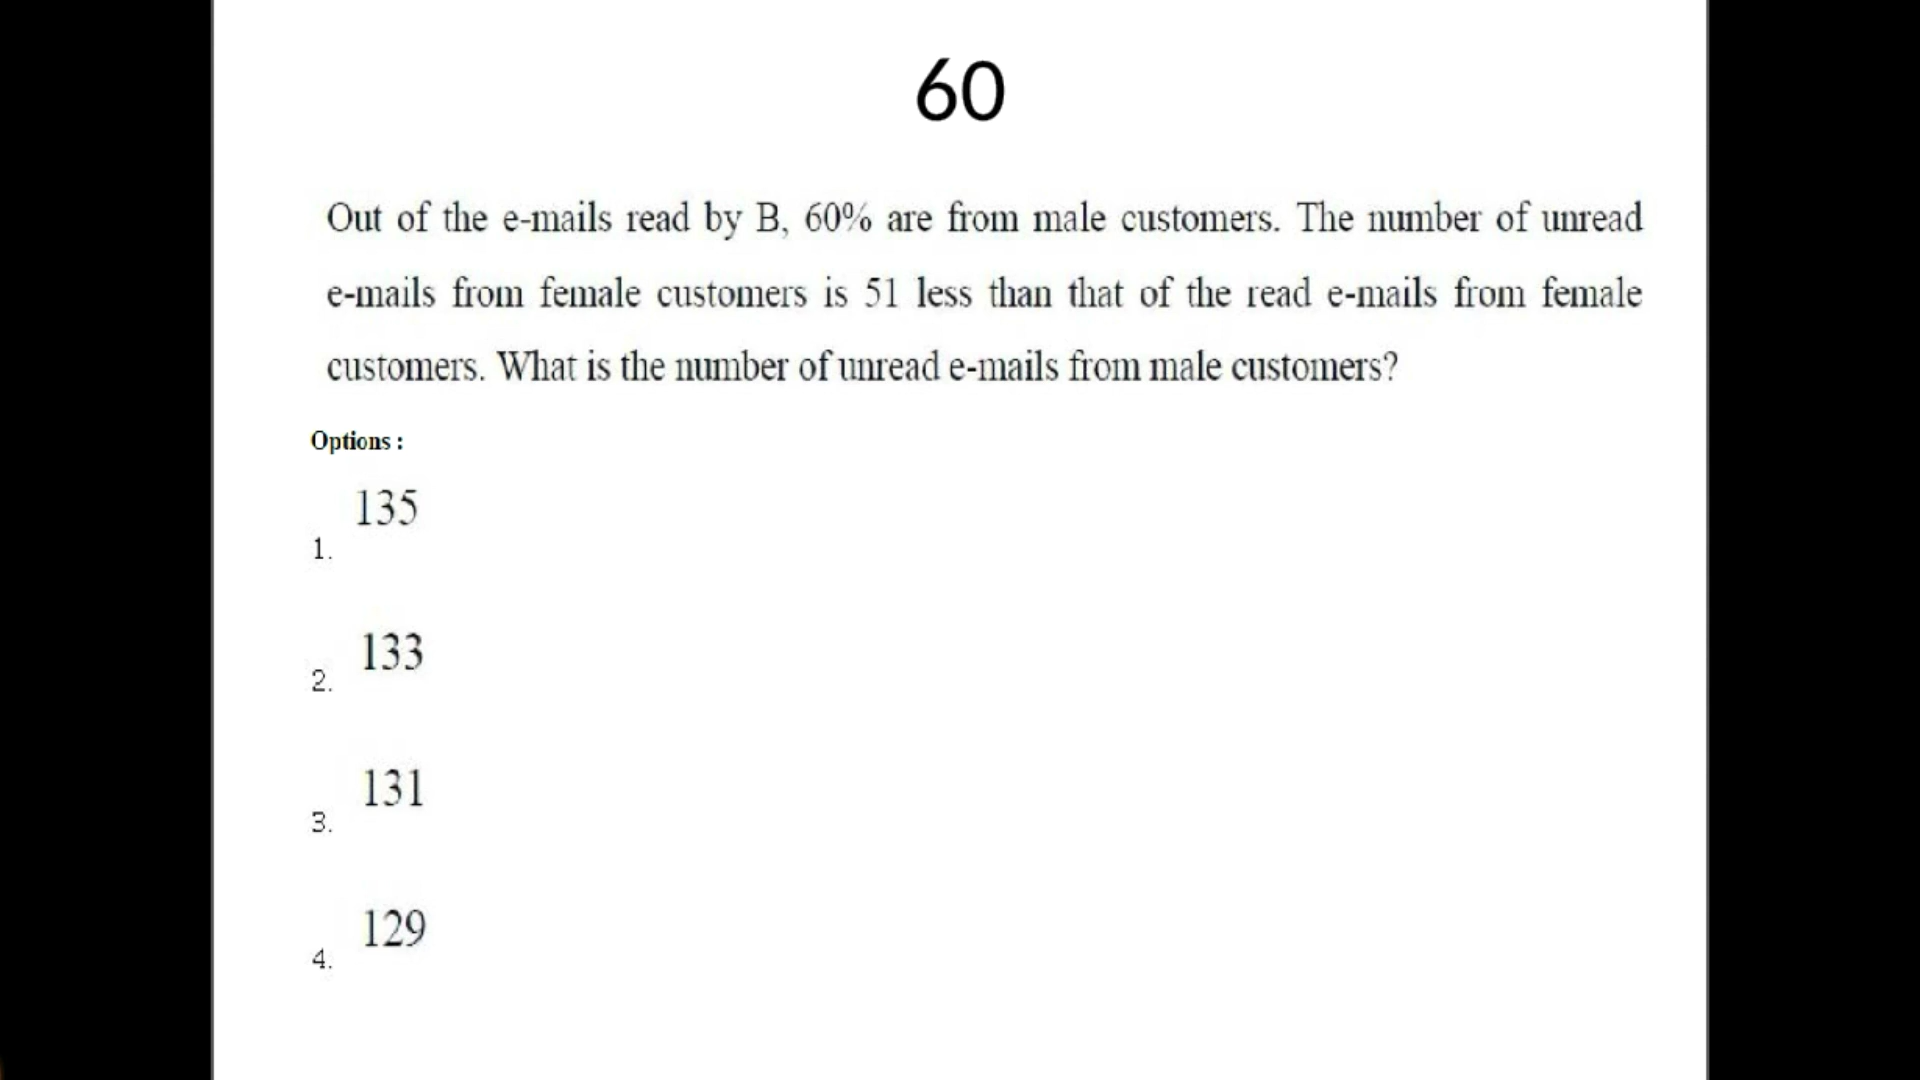 60
Out of the e-mails read by B, 60% are from male customers. The number of unread
e-mails from female customers is 51 less than that of the read e-mails from female
customers. What is the number of unread e-mails from male customers?
Options :
135
1.
133
2.
131
3.
129
4.